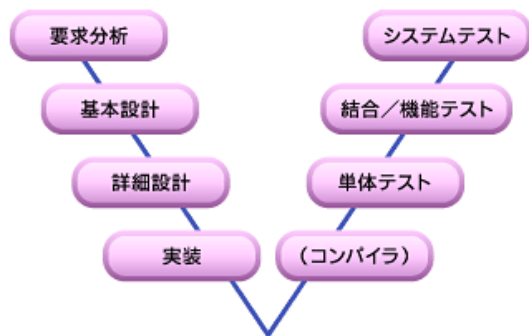 要求分析
システムテスト
基本設計
結合／機能テスト
詳細設計
単体テスト
実装
（コンパイラ）